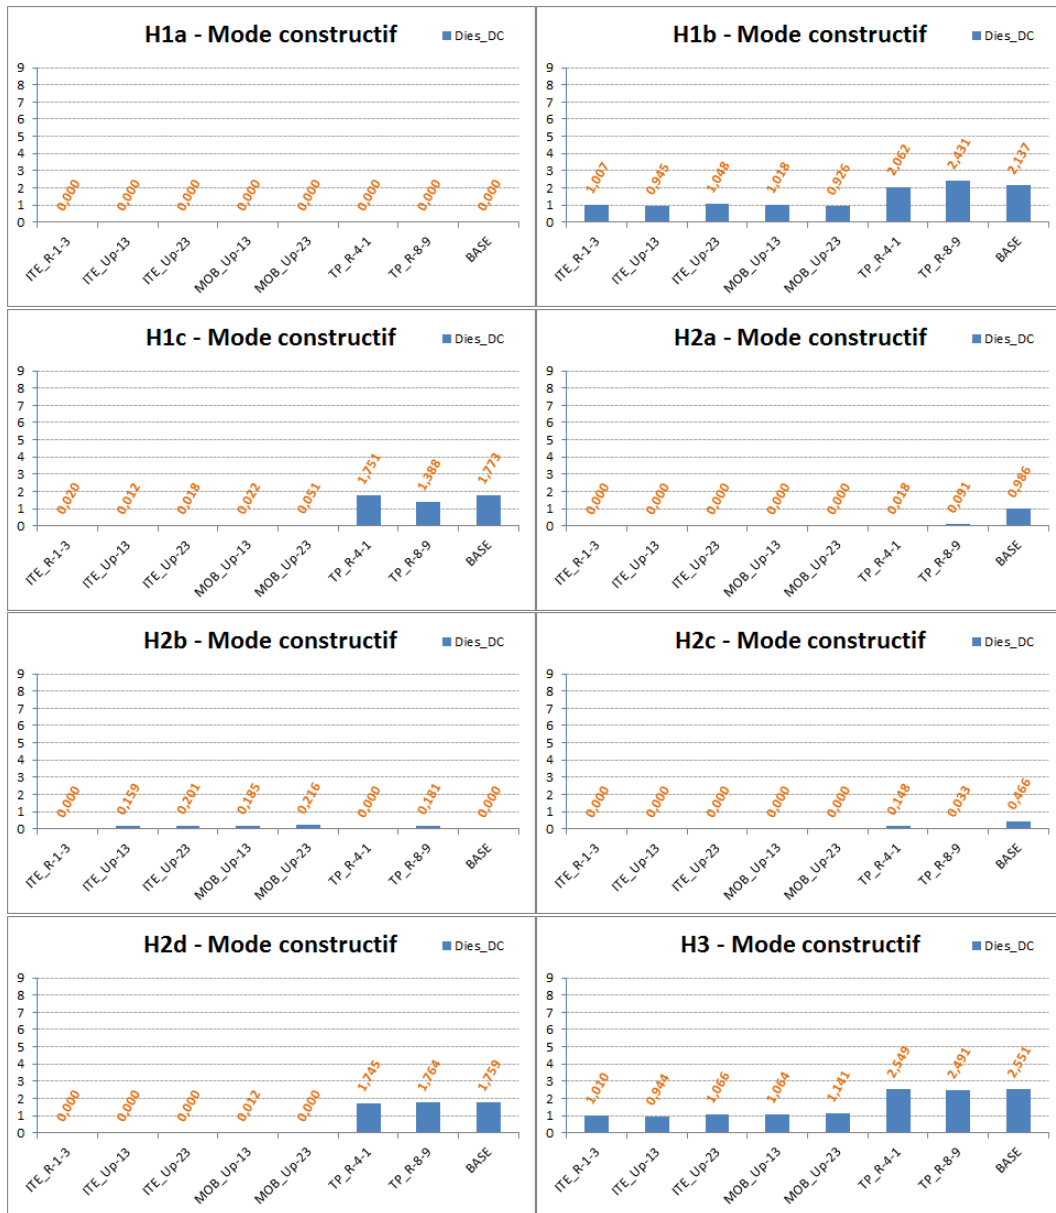 H1a - Mode constructif
Dies_DC
9
8
7
6
5
4
3
2
1
0
0,000 0,000 0,000 0,000 0,000 0,000 0,000 0,000
ITE_R-1-3 ITE_Up-13 ITE_Up-23 MOB_Up-13 MOB_Up-23 TP_R-4-1 TP_R-8-9 BASE
H1b - Mode constructif
Dies_DC
9
8
7
6
5
4
3
2
1
0
1,007 0,945 1,048 1,018 0,926 2,062 2,431 2,137
ITE_R-1-3 ITE_Up-13 ITE_Up-23 MOB_Up-13 MOB_Up-23 TP_R-4-1 TP_R-8-9 BASE
H1c - Mode constructif
Dies_DC
9
8
7
6
5
4
3
2
1
0
0,020 0,012 0,018 0,022 0,051 1,751 1,388 1,773
ITE_R-1-3 ITE_Up-13 ITE_Up-23 MOB_Up-13 MOB_Up-23 TP_R-4-1 TP_R-8-9 BASE
H2a - Mode constructif
Dies_DC
9
8
7
6
5
4
3
2
1
0
0,000 0,000 0,000 0,000 0,000 0,018 0,091 0,986
ITE_R-1-3 ITE_Up-13 ITE_Up-23 MOB_Up-13 MOB_Up-23 TP_R-4-1 TP_R-8-9 BASE
H2b - Mode constructif
Dies_DC
9
8
7
6
5
4
3
2
1
0
0,000 0,159 0,201 0,185 0,216 0,000 0,181 0,000
ITE_R-1-3 ITE_Up-13 ITE_Up-23 MOB_Up-13 MOB_Up-23 TP_R-4-1 TP_R-8-9 BASE
H2c - Mode constructif
Dies_DC
9
8
7
6
5
4
3
2
1
0
0,000 0,000 0,000 0,000 0,000 0,148 0,033 0,466
ITE_R-1-3 ITE_Up-13 ITE_Up-23 MOB_Up-13 MOB_Up-23 TP_R-4-1 TP_R-8-9 BASE
H2d - Mode constructif
Dies_DC
9
8
7
6
5
4
3
2
1
0
0,000 0,000 0,000 0,012 0,000 1,745 1,764 1,759
ITE_R-1-3 ITE_Up-13 ITE_Up-23 MOB_Up-13 MOB_Up-23 TP_R-4-1 TP_R-8-9 BASE
H3 - Mode constructif
Dies_DC
9
8
7
6
5
4
3
2
1
0
1,010 0,944 1,066 1,064 1,141 2,549 2,491 2,551
ITE_R-1-3 ITE_Up-13 ITE_Up-23 MOB_Up-13 MOB_Up-23 TP_R-4-1 TP_R-8-9 BASE